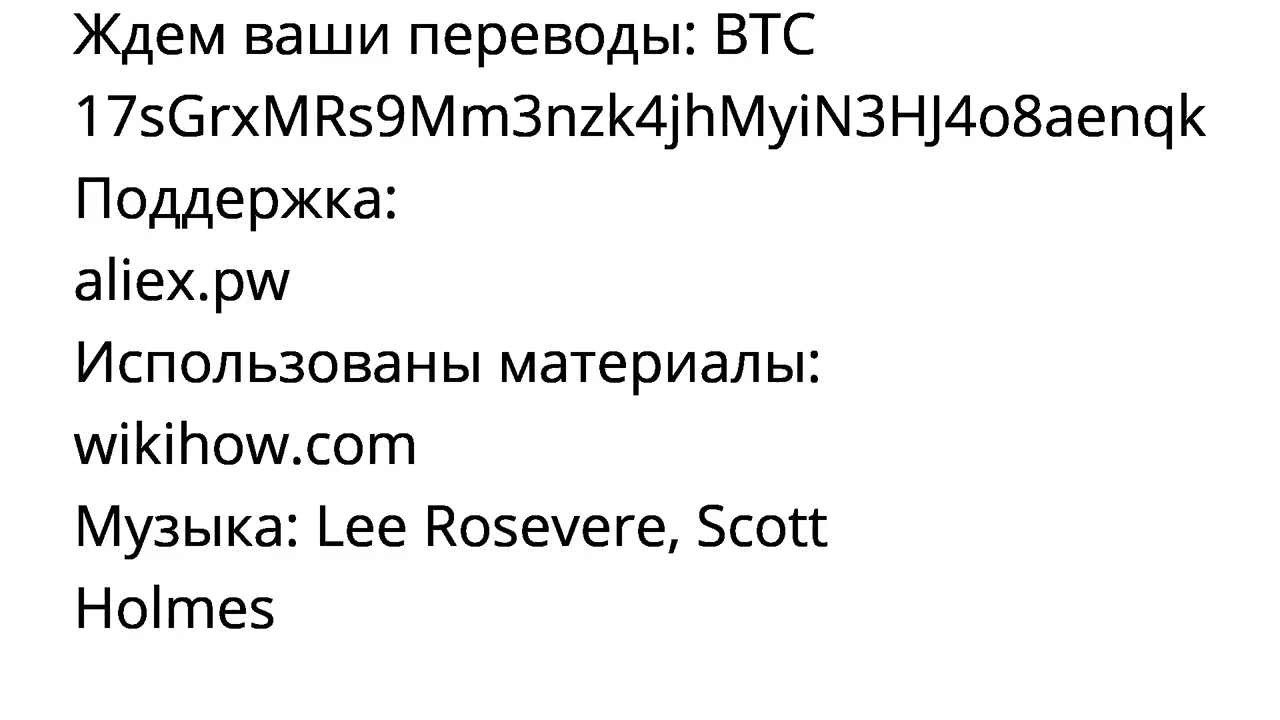 Ждем ваши переводы: BTC
17sGrxMRs9Mm3nzk4jhMyiN3HJ4o8aenqk
Поддержка:
aliex.pw
Использованы материалы:
wikihow.com
Музыка: Lee Rosevere, Scott
Holmes